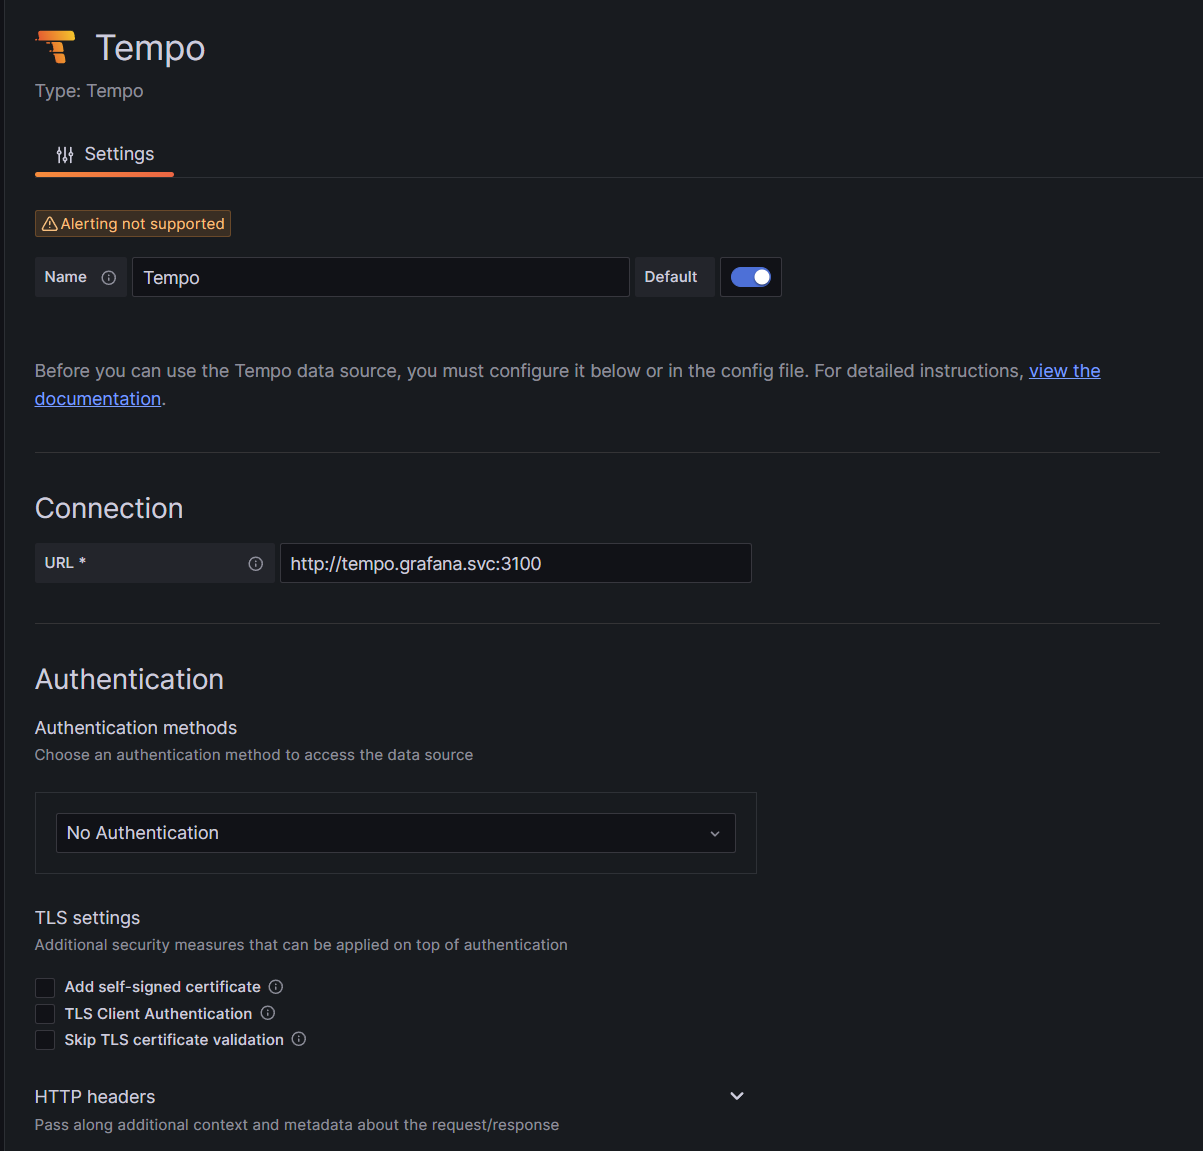 Tempo
Type: Tempo
Settings
Alerting not supported
Name Tempo Default
Before you can use the Tempo data source, you must configure it below or in the config file. For detailed instructions, view the
documentation.
Connection
URL * http://tempo.grafana.svc:3100
Authentication
Authentication methods
Choose an authentication method to access the data source
No Authentication
TLS settings
Additional security measures that can be applied on top of authentication
Add self-signed certificate
TLS Client Authentication
Skip TLS certificate validation
HTTP headers
Pass along additional context and metadata about the request/response